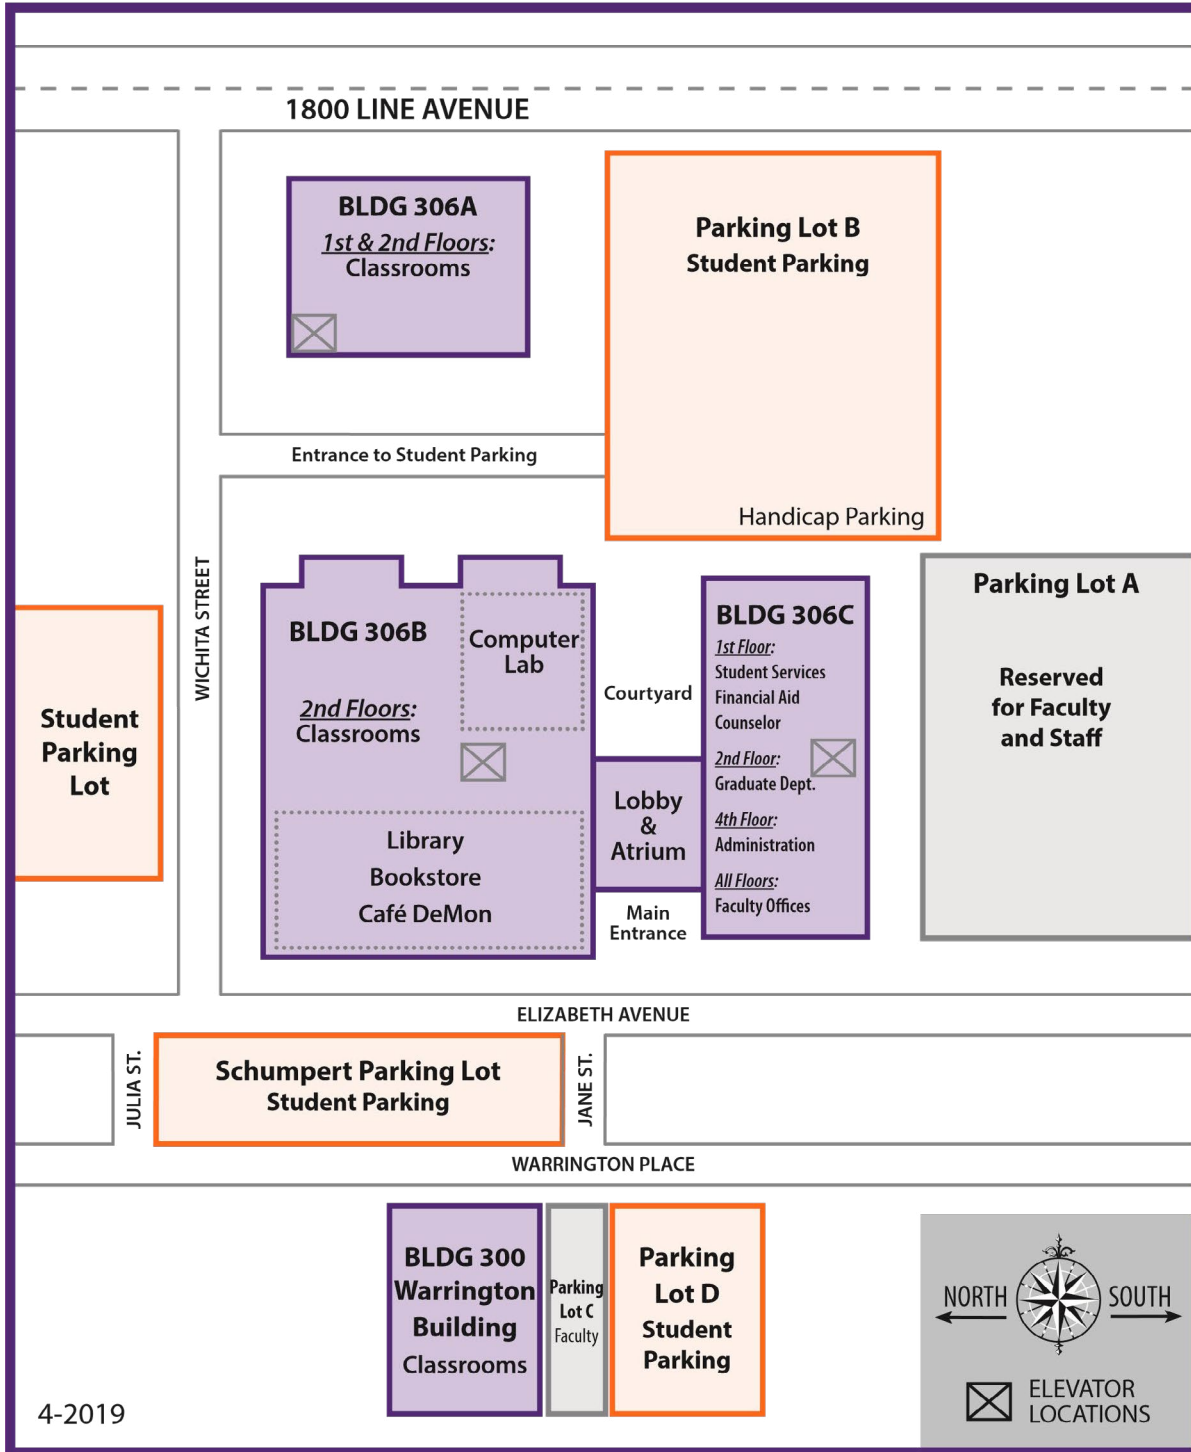 1800 LINE AVENUE
BLDG 306A
1st & 2nd Floors:
Classrooms
Parking Lot B
Student Parking
Handicap Parking
Entrance to Student Parking
WICHITA STREET
Student
Parking
Lot
BLDG 306B
2nd Floors:
Classrooms
Computer
Lab
Library
Bookstore
Café DeMon
Courtyard
Lobby
&
Atrium
Main
Entrance
BLDG 306C
1st Floor:
Student Services
Financial Aid
Counselor
2nd Floor:
Graduate Dept.
4th Floor:
Administration
All Floors:
Faculty Offices
Parking Lot A
Reserved
for Faculty
and Staff
ELIZABETH AVENUE
JULIA ST.
Schumpert Parking Lot
Student Parking
JANE ST.
WARRINGTON PLACE
BLDG 300
Warrington
Building
Classrooms
Parking
Lot C
Faculty
Parking
Lot D
Student
Parking
NORTH
SOUTH
ELEVATOR
LOCATIONS
4-2019